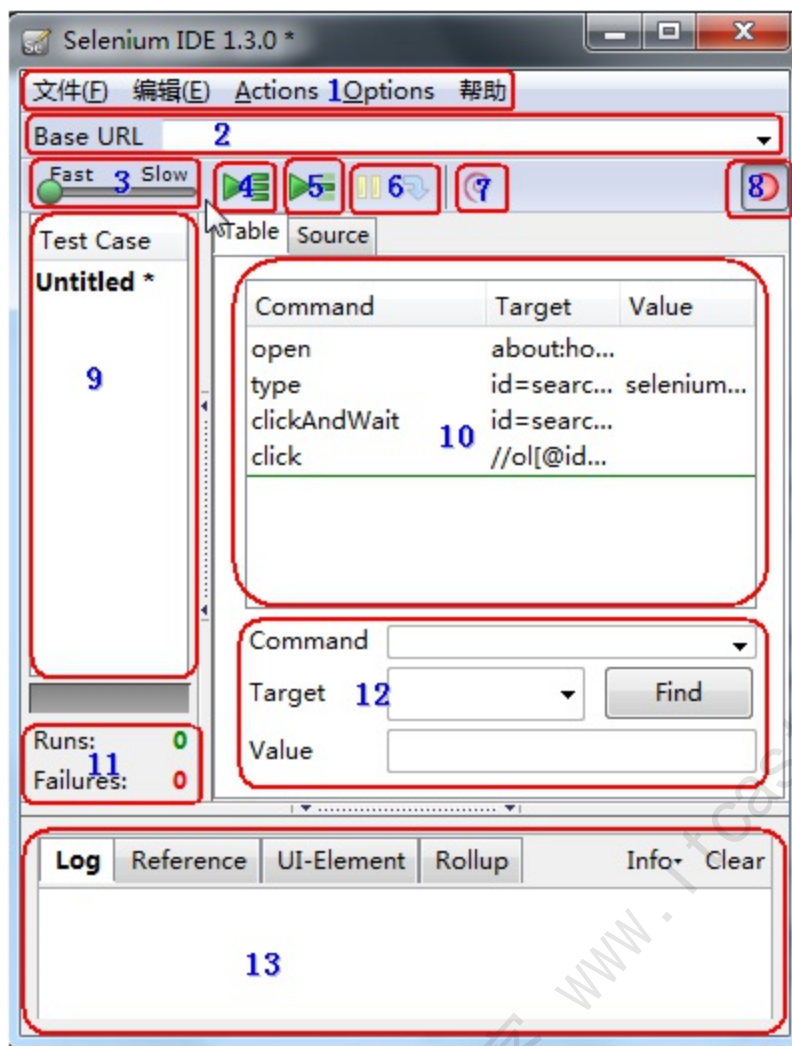 Selenium IDE 1.3.0 *
文件(F) 编辑(E) Actions 1 Options 帮助
Base URL 2
Fast 3 Slow 4 5 6 7 8
Test Case
Untitled *
9
Table Source
Command Target Value
open about:ho...
type id=searc... selenium...
clickAndWait id=searc...
click //ol[@id...
10
Command
Target 12 Find
Value
Runs: 0
11
Failures: 0
Log Reference UI-Element Rollup Info Clear
13
www.itcas